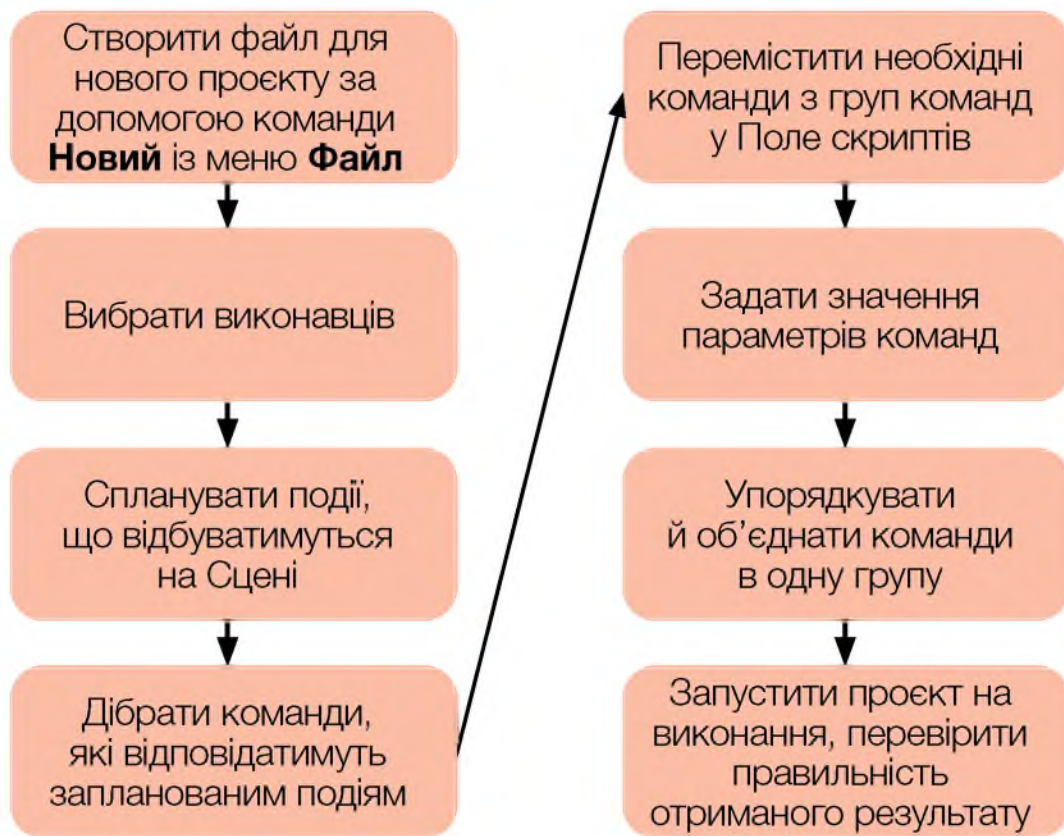 Створити файл для
нового проєкту за
допомогою команди
Новий із меню Файл
Вибрати виконавців
Спланувати події,
що відбуватимуться
на Сцені
Дібрати команди,
які відповідатимуть
запланованим подіям
Перемістити необхідні
команди з груп команд
у Поле скриптів
Задати значення
параметрів команд
Упорядкувати
й об’єднати команди
в одну групу
Запустити проєкт на
виконання, перевірити
правильність
отриманого результату